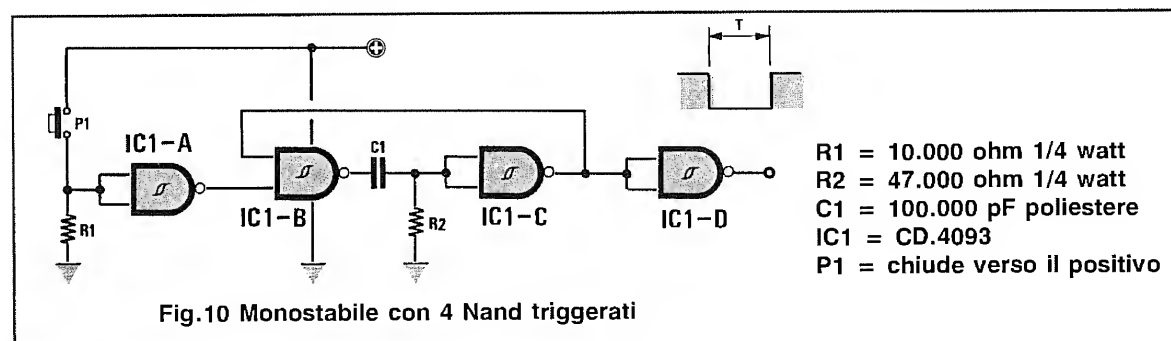 T
P1
IC1-A
R1
IC1-B
C1
R2
IC1-C
IC1-D
R1 = 10.000 ohm 1/4 watt
R2 = 47.000 ohm 1/4 watt
C1 = 100.000 pF poliestere
IC1 = CD.4093
P1 = chiude verso il positivo
Fig.10 Monostabile con 4 Nand triggerati